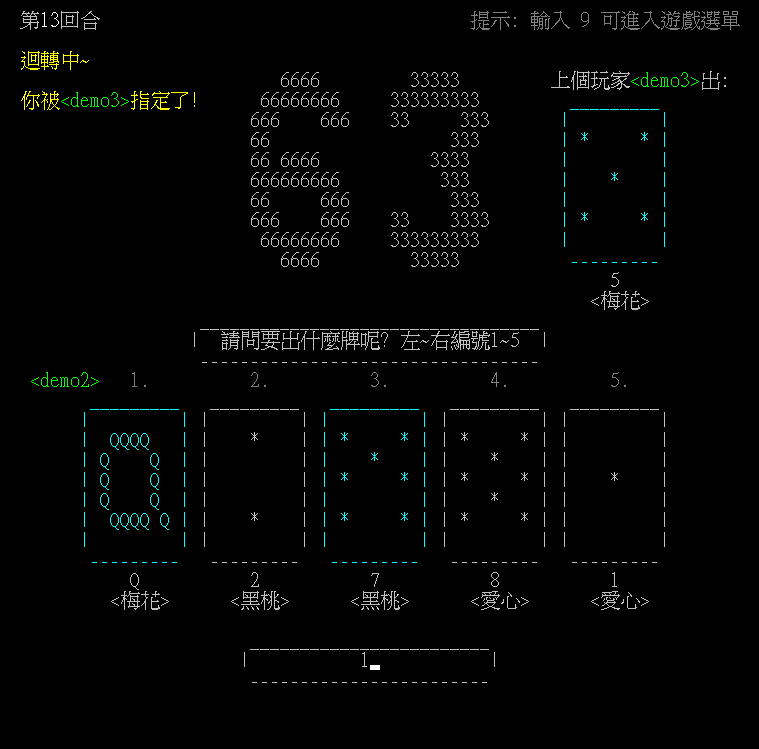 第13回合
提示: 輸入 9 可進入遊戲選單
迴轉中~
你被<demo3>指定了!
63
上個玩家<demo3>出:
5
<梅花>
請問要出什麼牌呢? 左~右編號1~5
<demo2> 1. 2. 3. 4. 5.
Q 2 7 8 1
<梅花> <黑桃> <黑桃> <愛心> <愛心>
1